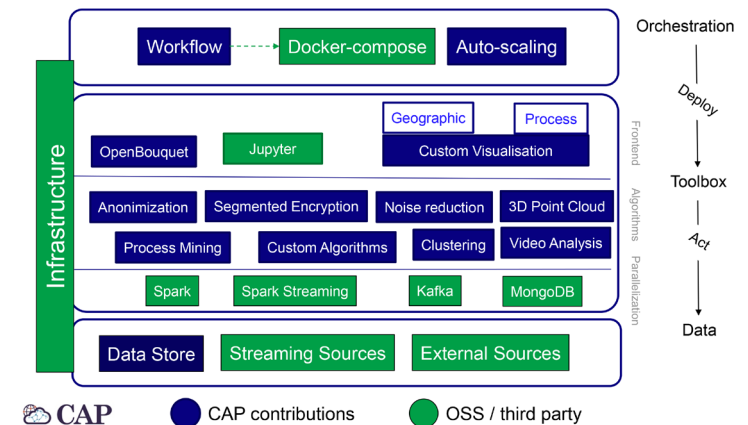 Orchestration
Workflow
Docker-compose
Auto-scaling
Deploy
Infrastructure
Geographic
Process
OpenBouquet
Jupyter
Custom Visualisation
Frontend
Toolbox
Anonimization
Segmented Encryption
Noise reduction
3D Point Cloud
Algorithms
Process Mining
Custom Algorithms
Clustering
Video Analysis
Act
Spark
Spark Streaming
Kafka
MongoDB
Parallelization
Data
Data Store
Streaming Sources
External Sources
CAP
CAP contributions
OSS / third party